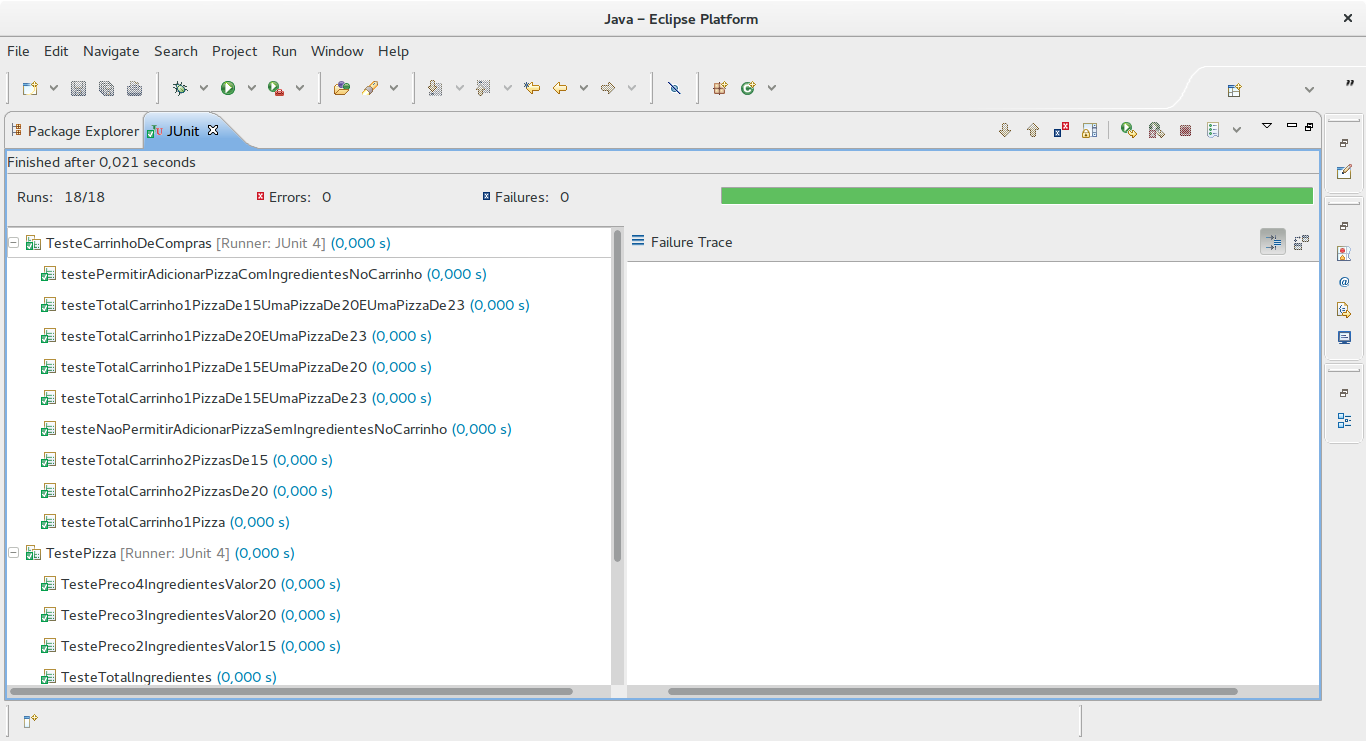 Java – Eclipse Platform
File Edit Navigate Search Project Run Window Help
Package Explorer JUnit
Finished after 0,021 seconds
Runs: 18/18 Errors: 0 Failures: 0
TesteCarrinhoDeCompras [Runner: JUnit 4] (0,000 s)
Failure Trace
testePermitirAdicionarPizzaComIngredientesNoCarrinho (0,000 s)
testeTotalCarrinho1PizzaDe15UmaPizzaDe20EUmaPizzaDe23 (0,000 s)
testeTotalCarrinho1PizzaDe20EUmaPizzaDe23 (0,000 s)
testeTotalCarrinho1PizzaDe15EUmaPizzaDe20 (0,000 s)
testeTotalCarrinho1PizzaDe15EUmaPizzaDe23 (0,000 s)
testeNaoPermitirAdicionarPizzaSemIngredientesNoCarrinho (0,000 s)
testeTotalCarrinho2PizzasDe15 (0,000 s)
testeTotalCarrinho2PizzasDe20 (0,000 s)
testeTotalCarrinho1Pizza (0,000 s)
TestePizza [Runner: JUnit 4] (0,000 s)
TestePreco4IngredientesValor20 (0,000 s)
TestePreco3IngredientesValor20 (0,000 s)
TestePreco2IngredientesValor15 (0,000 s)
TesteTotalIngredientes (0,000 s)